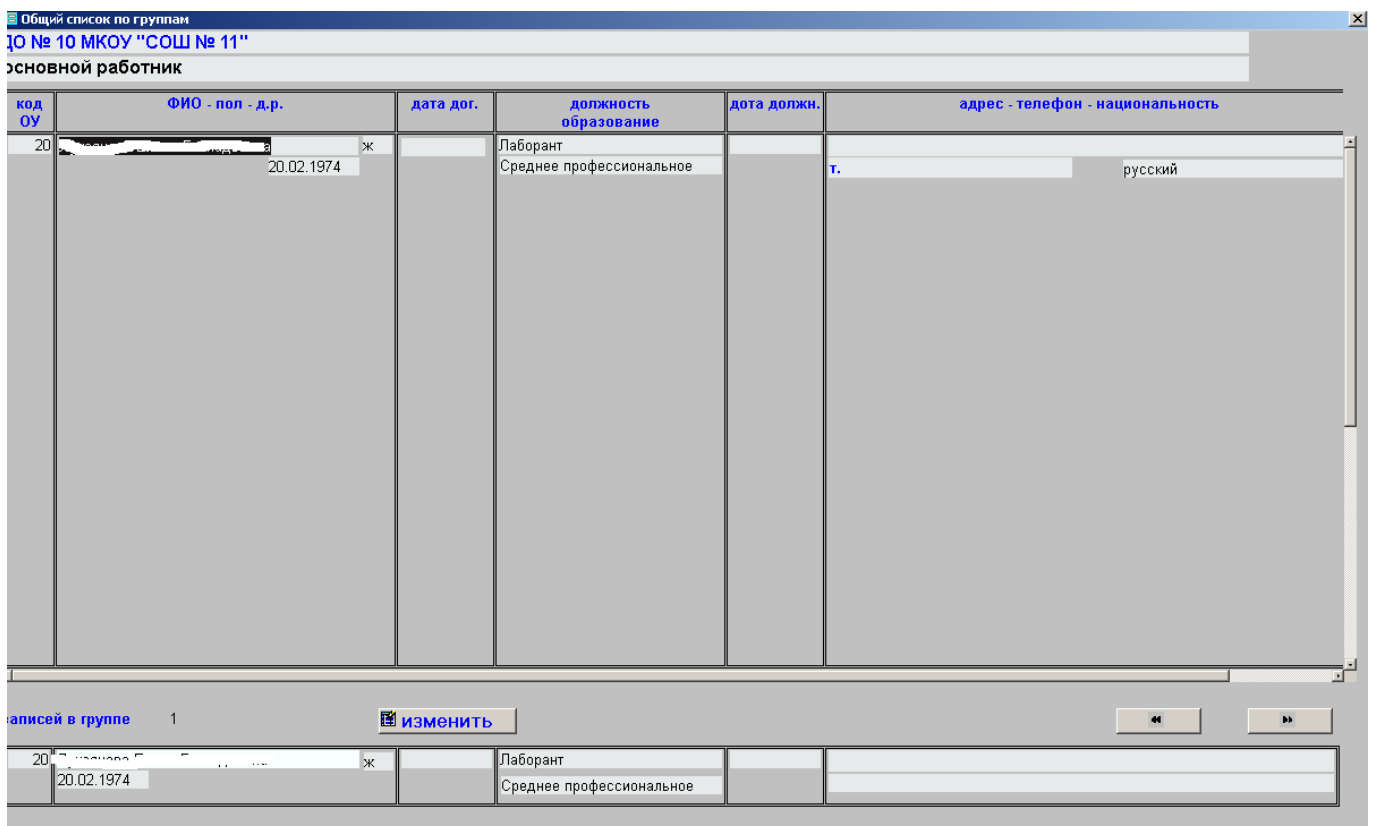 Общий список по группам
ДО № 10 МКОУ "СОШ № 11"
основной работник
код ОУ ФИО - пол - д.р. дата дог. должность образование дота должн. адрес - телефон - национальность
20 ж Лаборант
20.02.1974 Среднее профессиональное т. русский
записей в группе 1 изменить
20 ж Лаборант
20.02.1974 Среднее профессиональное